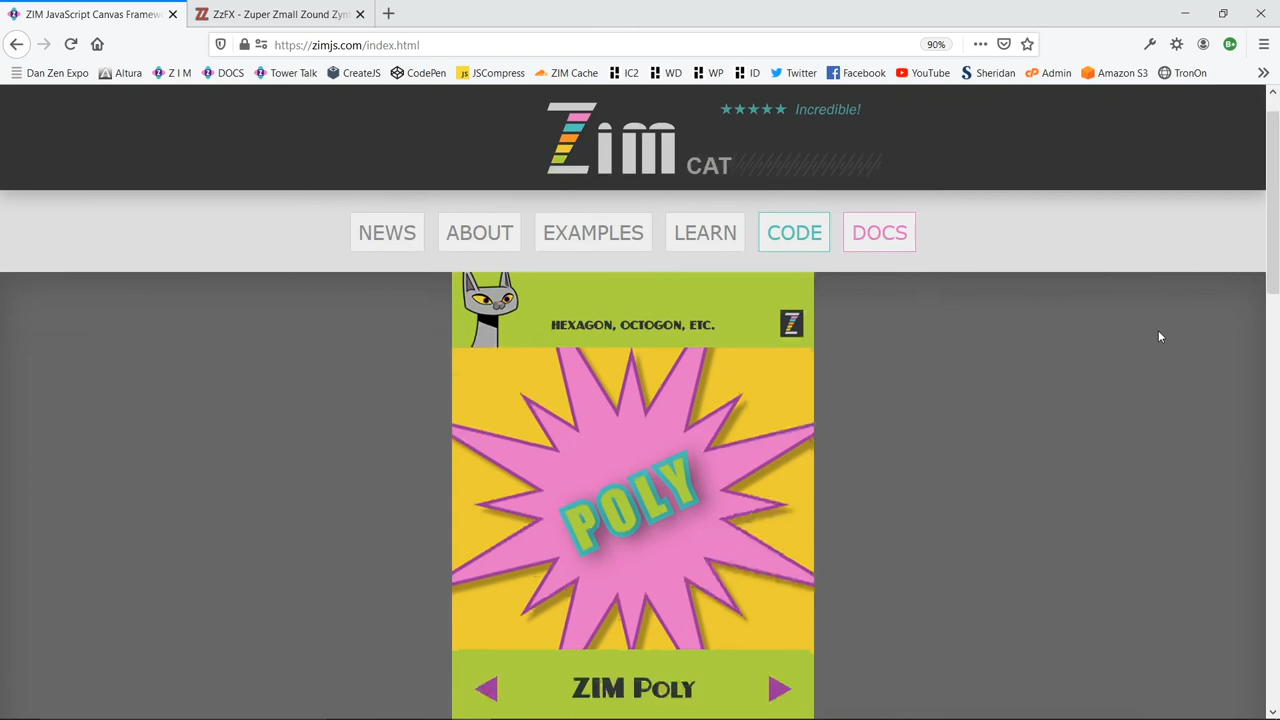 ZIM JavaScript Canvas Framew
ZzFX - Zuper Zmall Zound Zyn
https://zimjs.com/index.html
90%
Dan Zen Expo
Altura
Z I M
DOCS
Tower Talk
CreateJS
CodePen
JSCompress
ZIM Cache
IC2
WD
ID
Twitter
Facebook
YouTube
Sheridan
Admin
Amazon S3
TronOn
Zim CAT
Incredible!
NEWS
ABOUT
EXAMPLES
LEARN
CODE
DOCS
HEXAGON, OCTOGON, ETC.
POLY
ZIM POLY